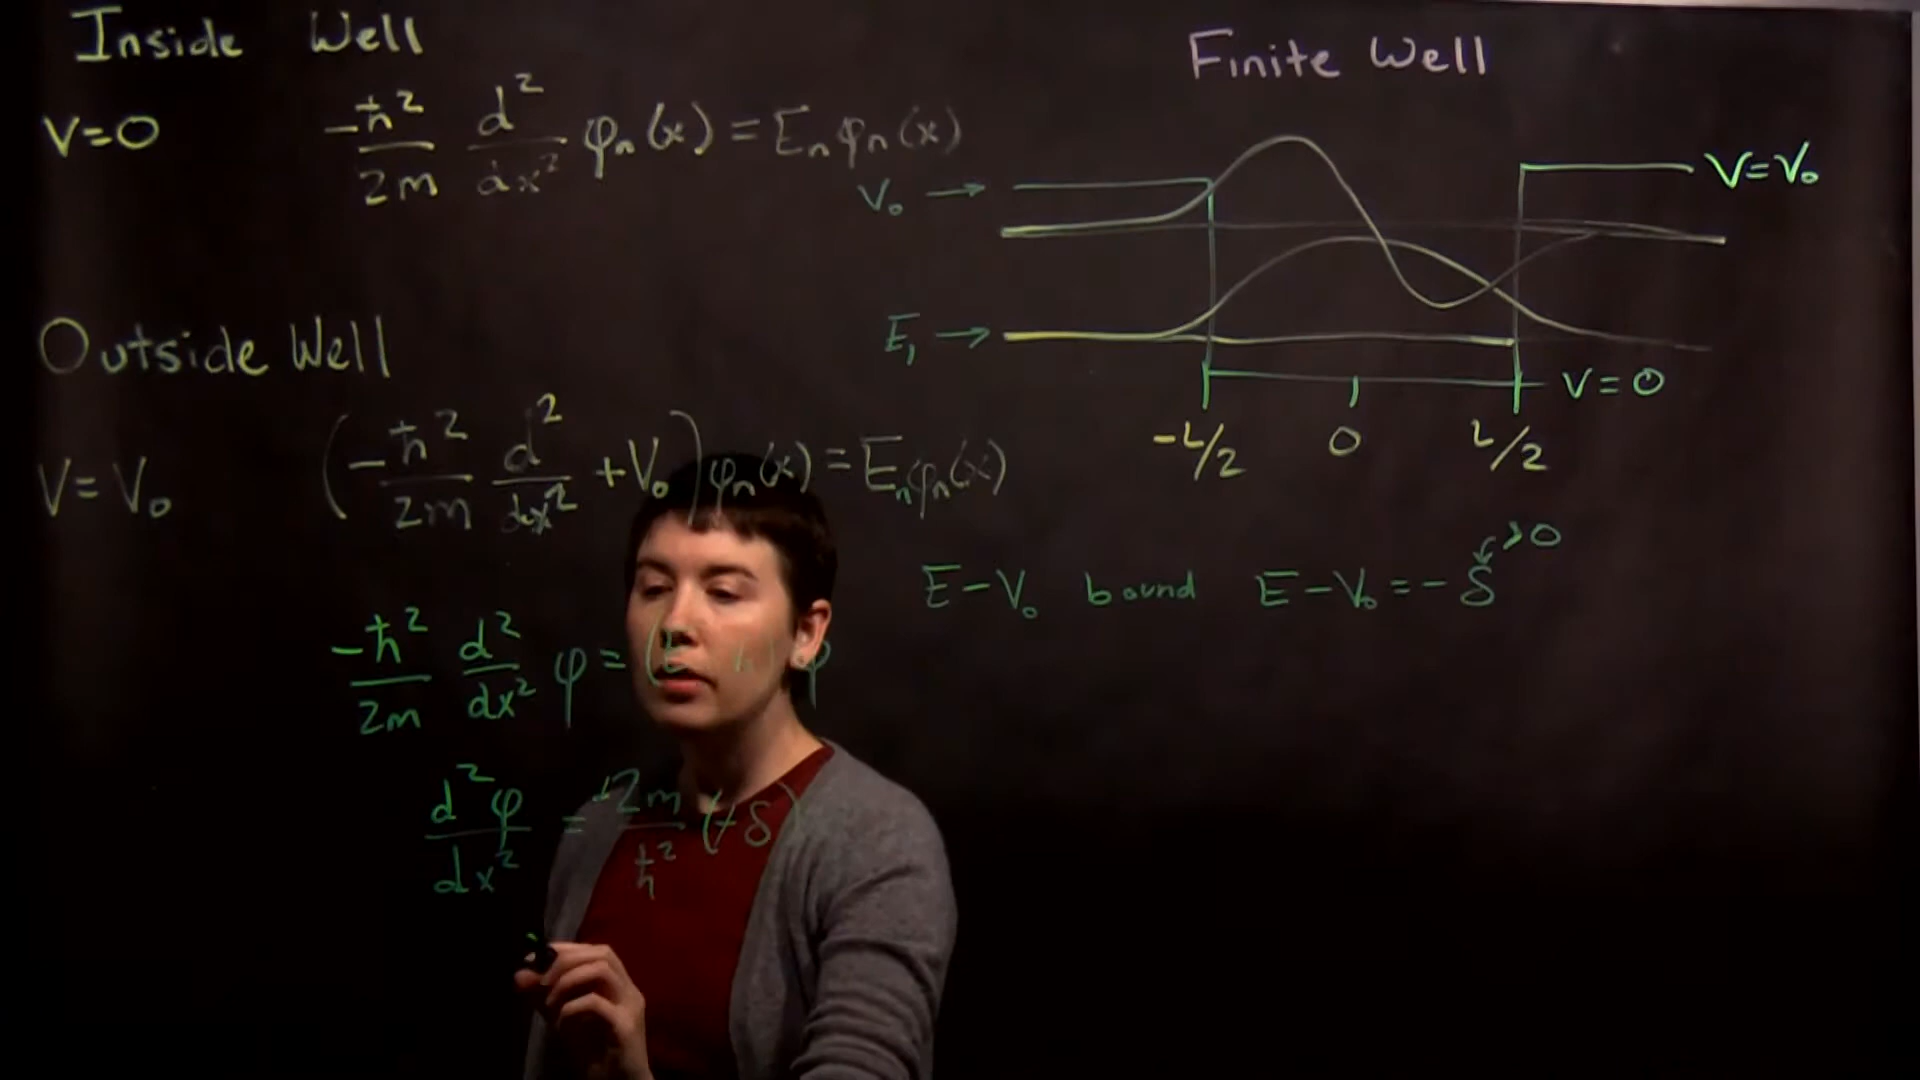 Inside Well
V=0 -ħ²/2m d²/dx² φn(x) = En φn(x)
Outside Well
V=V₀ (-ħ²/2m d²/dx² + V₀) φn(x) = En φn(x)
-ħ²/2m d²/dx² φ = (E
φ
d²φ/dx² = 2m/ħ² (+δ)
Finite Well
V₀ → V=V₀
E₁ → V=0
-L/2 0 L/2
>0
E-V₀ bound E-V₀ = -δ